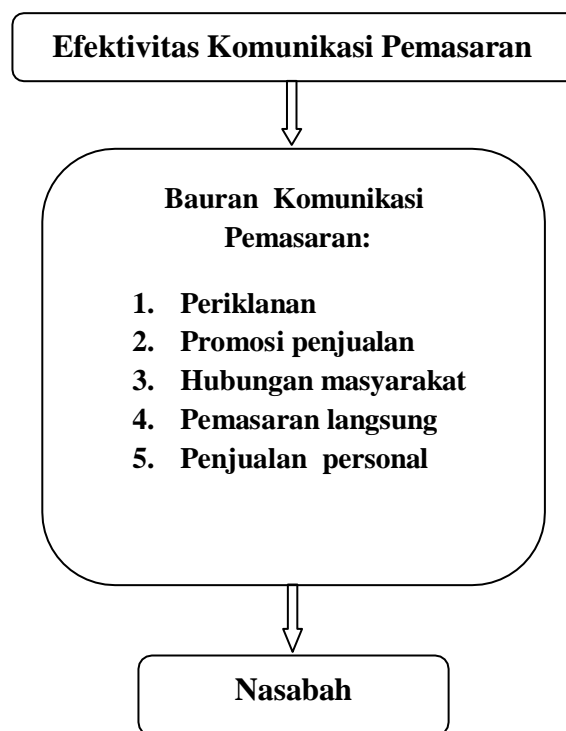 Efektivitas Komunikasi Pemasaran
Bauran Komunikasi
Pemasaran:
1. Periklanan
2. Promosi penjualan
3. Hubungan masyarakat
4. Pemasaran langsung
5. Penjualan personal
Nasabah